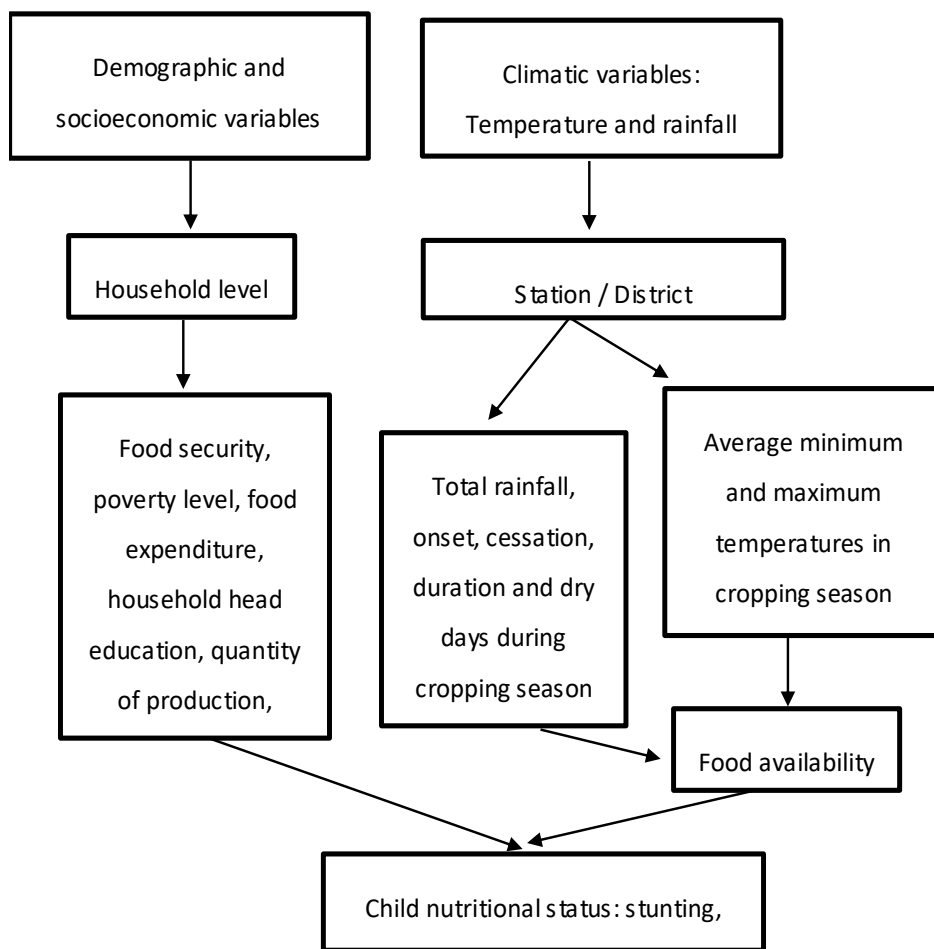 Demographic and
socioeconomic variables
Climatic variables:
Temperature and rainfall
Household level
Station / District
Food security,
poverty level, food
expenditure,
household head
education, quantity
of production,
Total rainfall,
onset, cessation,
duration and dry
days during
cropping season
Average minimum
and maximum
temperatures in
cropping season
Food availability
Child nutritional status: stunting,